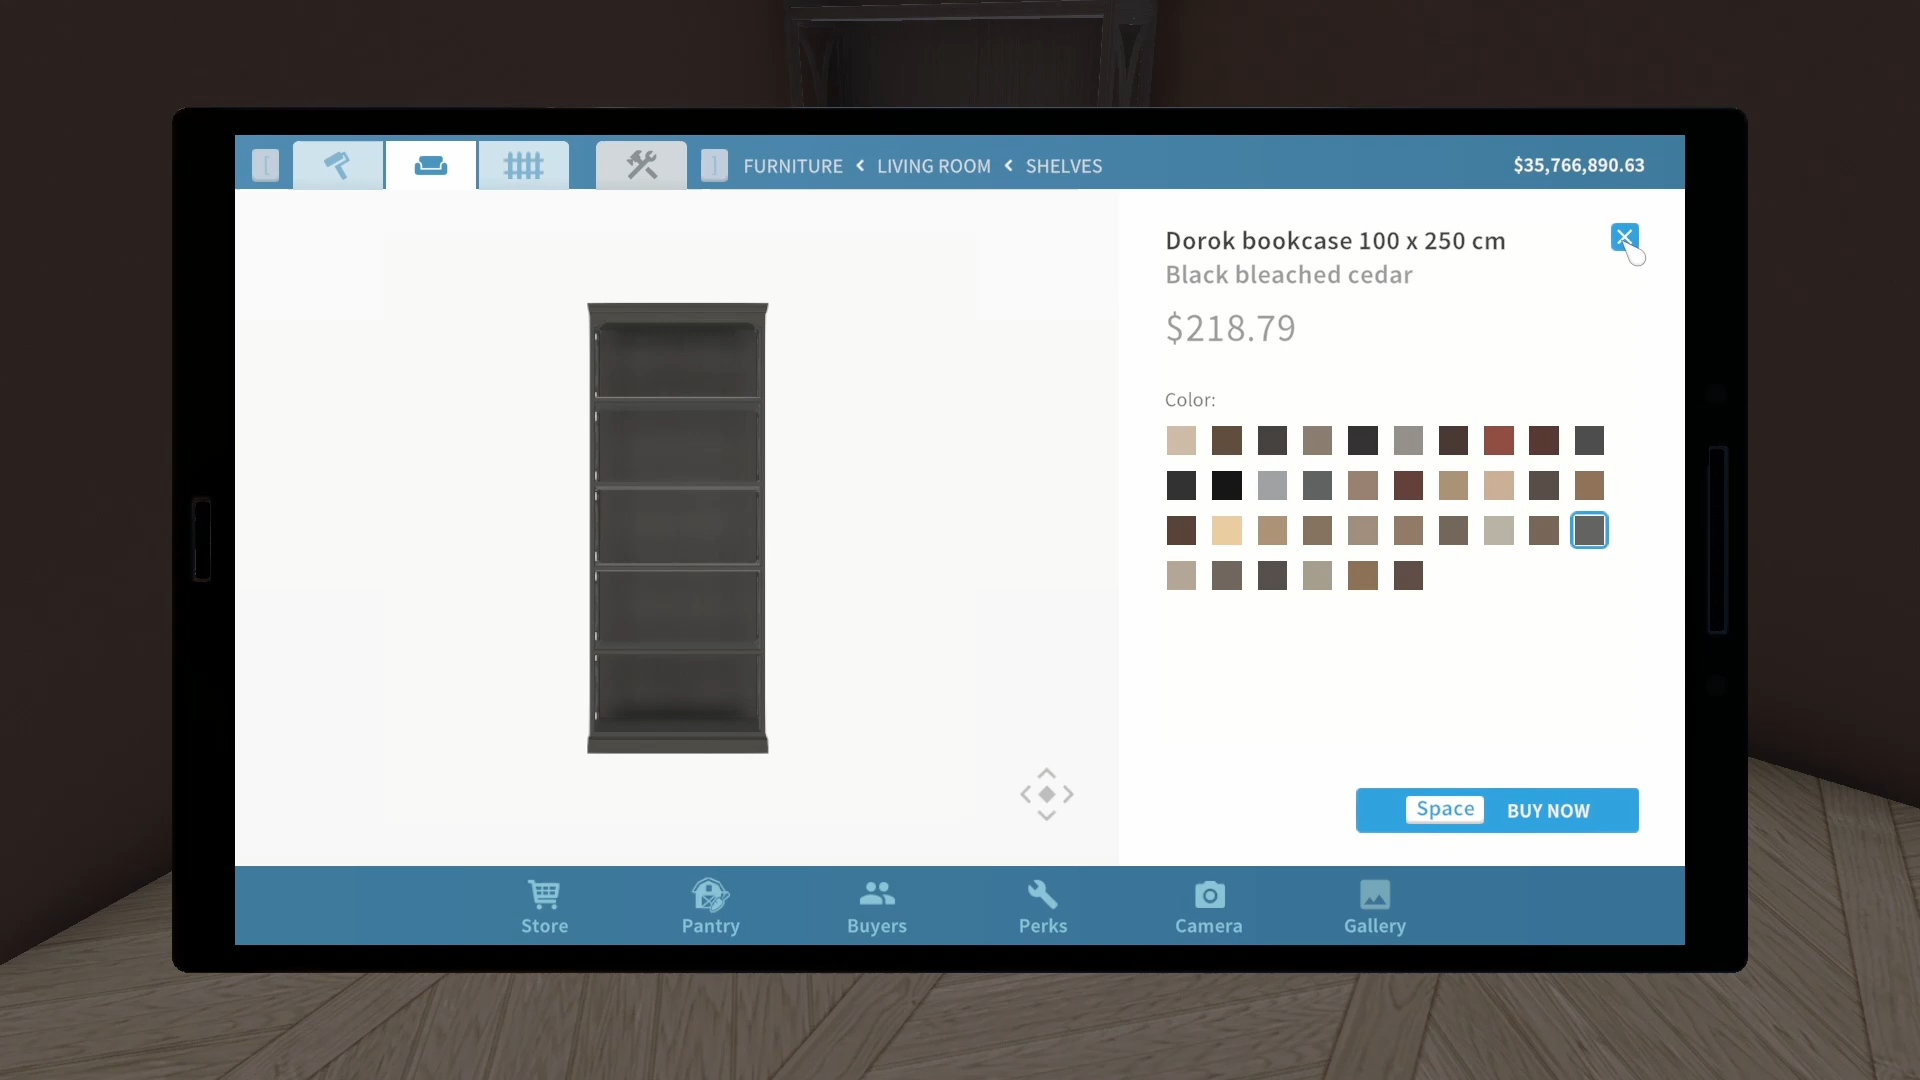 [
]
FURNITURE < LIVING ROOM < SHELVES
$35,766,890.63
Dorok bookcase 100 x 250 cm
Black bleached cedar
$218.79
Color:
Space BUY NOW
Store
Pantry
Buyers
Perks
Camera
Gallery